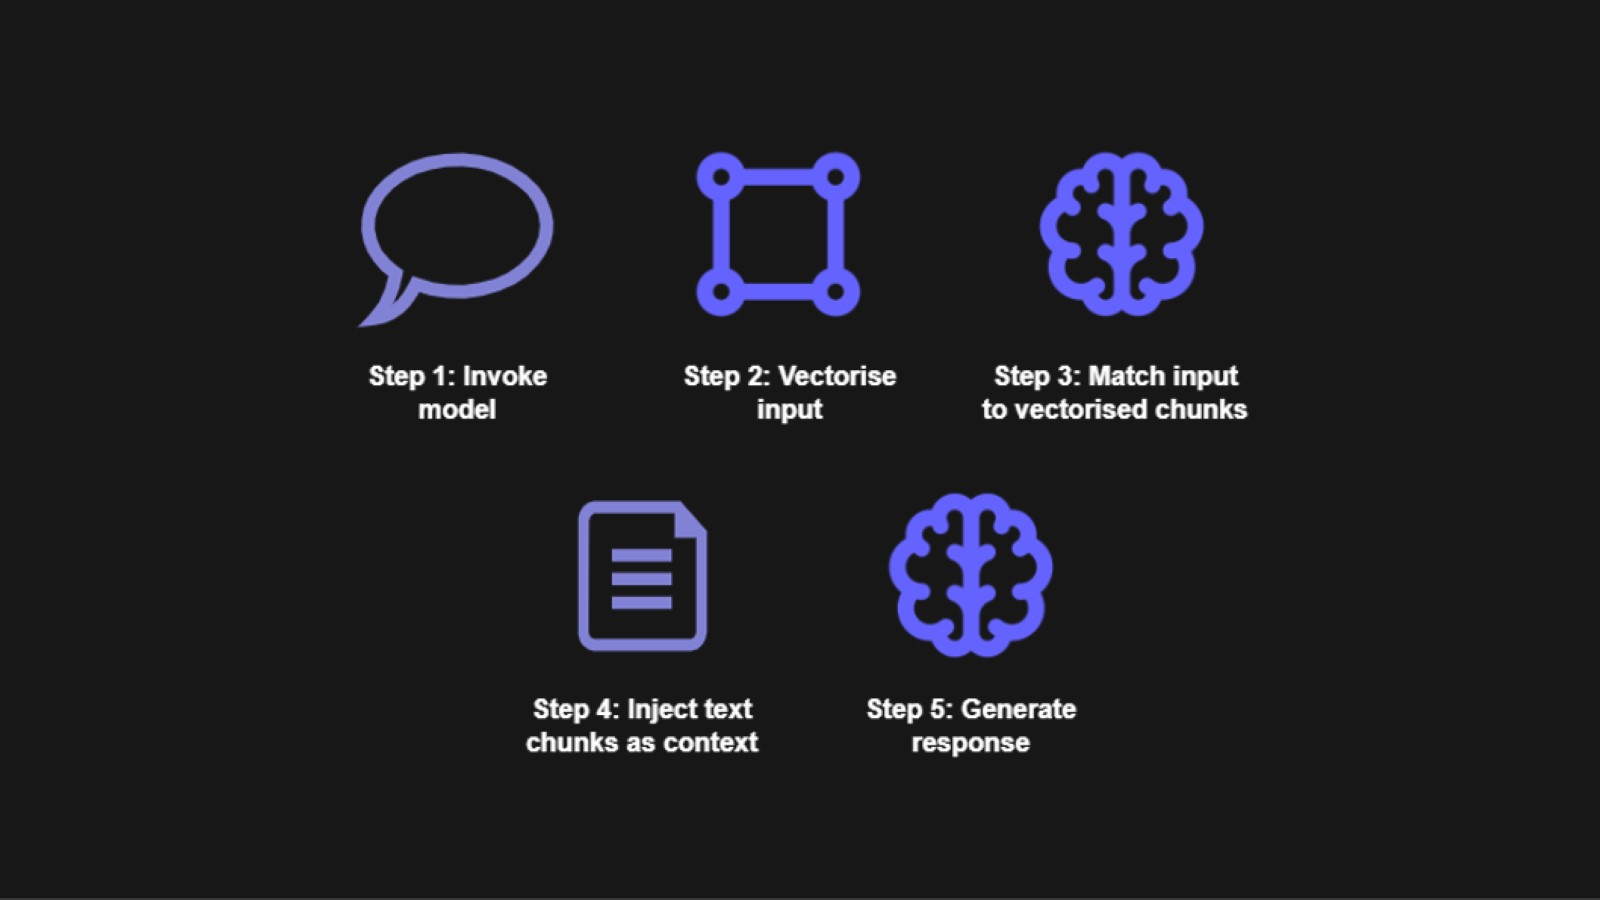 Step 1: Invoke
model
Step 2: Vectorise
input
Step 3: Match input
to vectorised chunks
Step 4: Inject text
chunks as context
Step 5: Generate
response